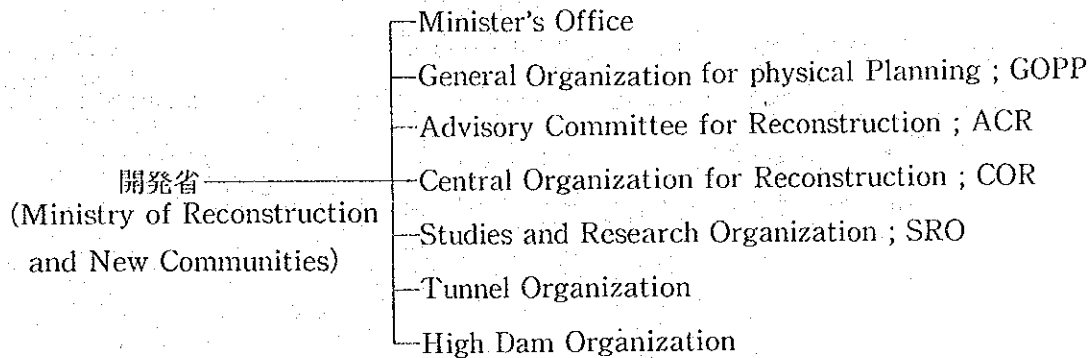 Minister's Office
General Organization for physical Planning ; GOPP
Advisory Committee for Reconstruction ; ACR
開発省
Central Organization for Reconstruction ; COR
(Ministry of Reconstruction
and New Communities)
Studies and Research Organization ; SRO
Tunnel Organization
High Dam Organization